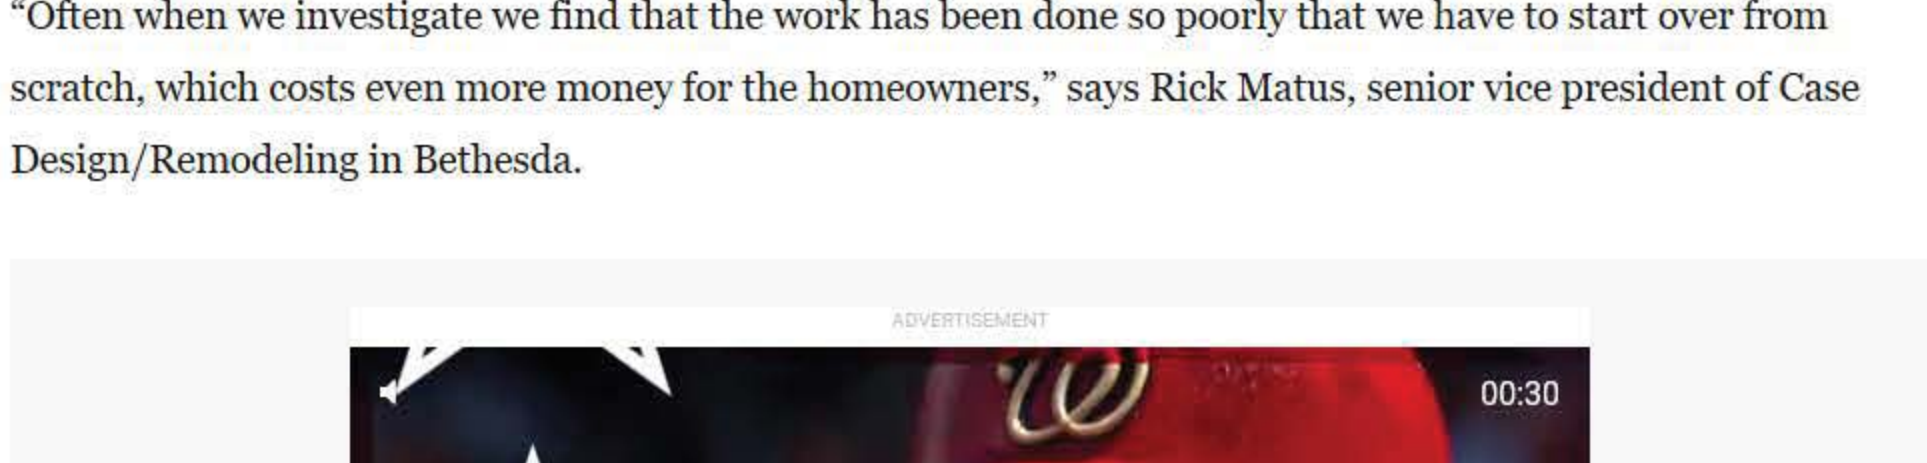 “Often when we investigate we find that the work has been done so poorly that we have to start over from
scratch, which costs even more money for the homeowners,” says Rick Matus, senior vice president of Case
Design/Remodeling in Bethesda.
ADVERTISEMENT
W
00:30